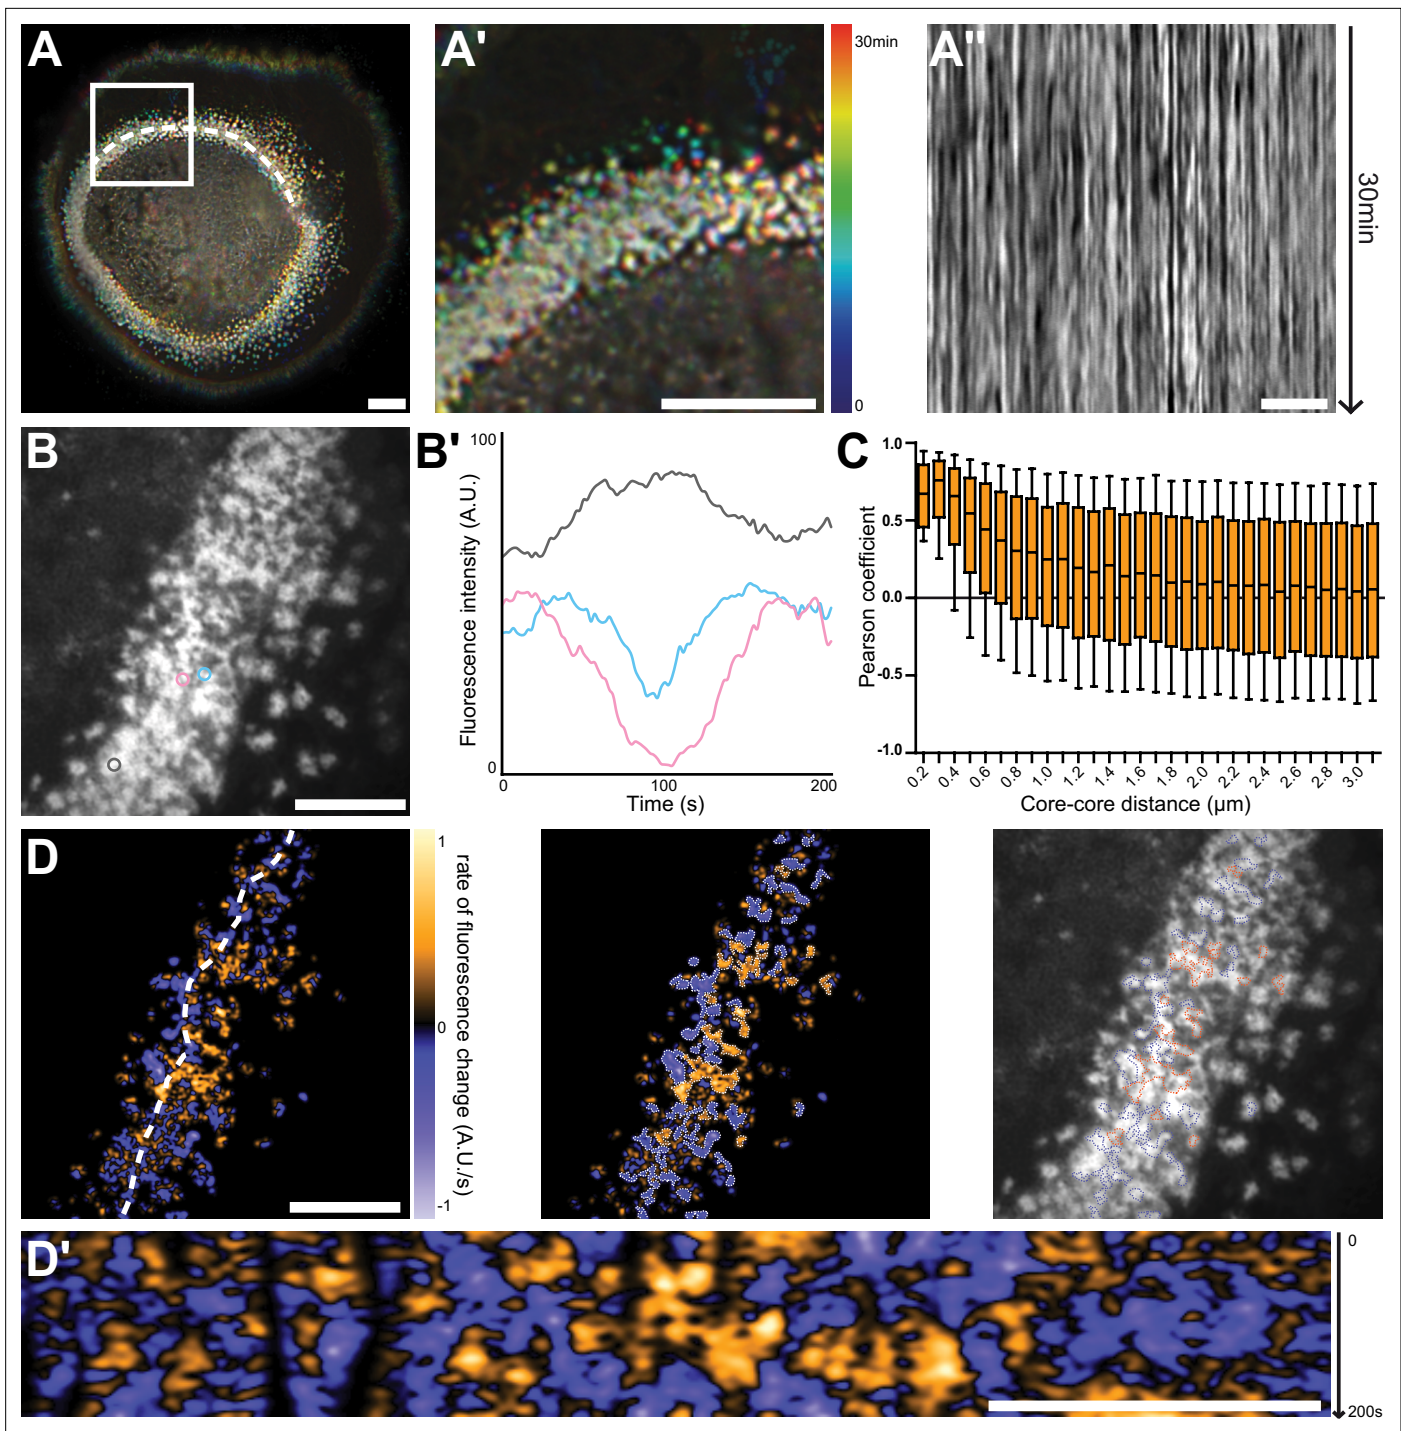 A
A'
30min
0
A"
30min
B
B'
100
0
Fluorescence intensity (A.U.)
0
100
200
Time (s)
C
1.0
0.5
0.0
-0.5
-1.0
Pearson coefficient
0.2
0.4
0.6
0.8
1.0
1.2
1.4
1.6
1.8
2.0
2.2
2.4
2.6
2.8
3.0
Core-core distance (µm)
D
1
0
-1
rate of fluorescence change (A.U./s)
D'
0
200s